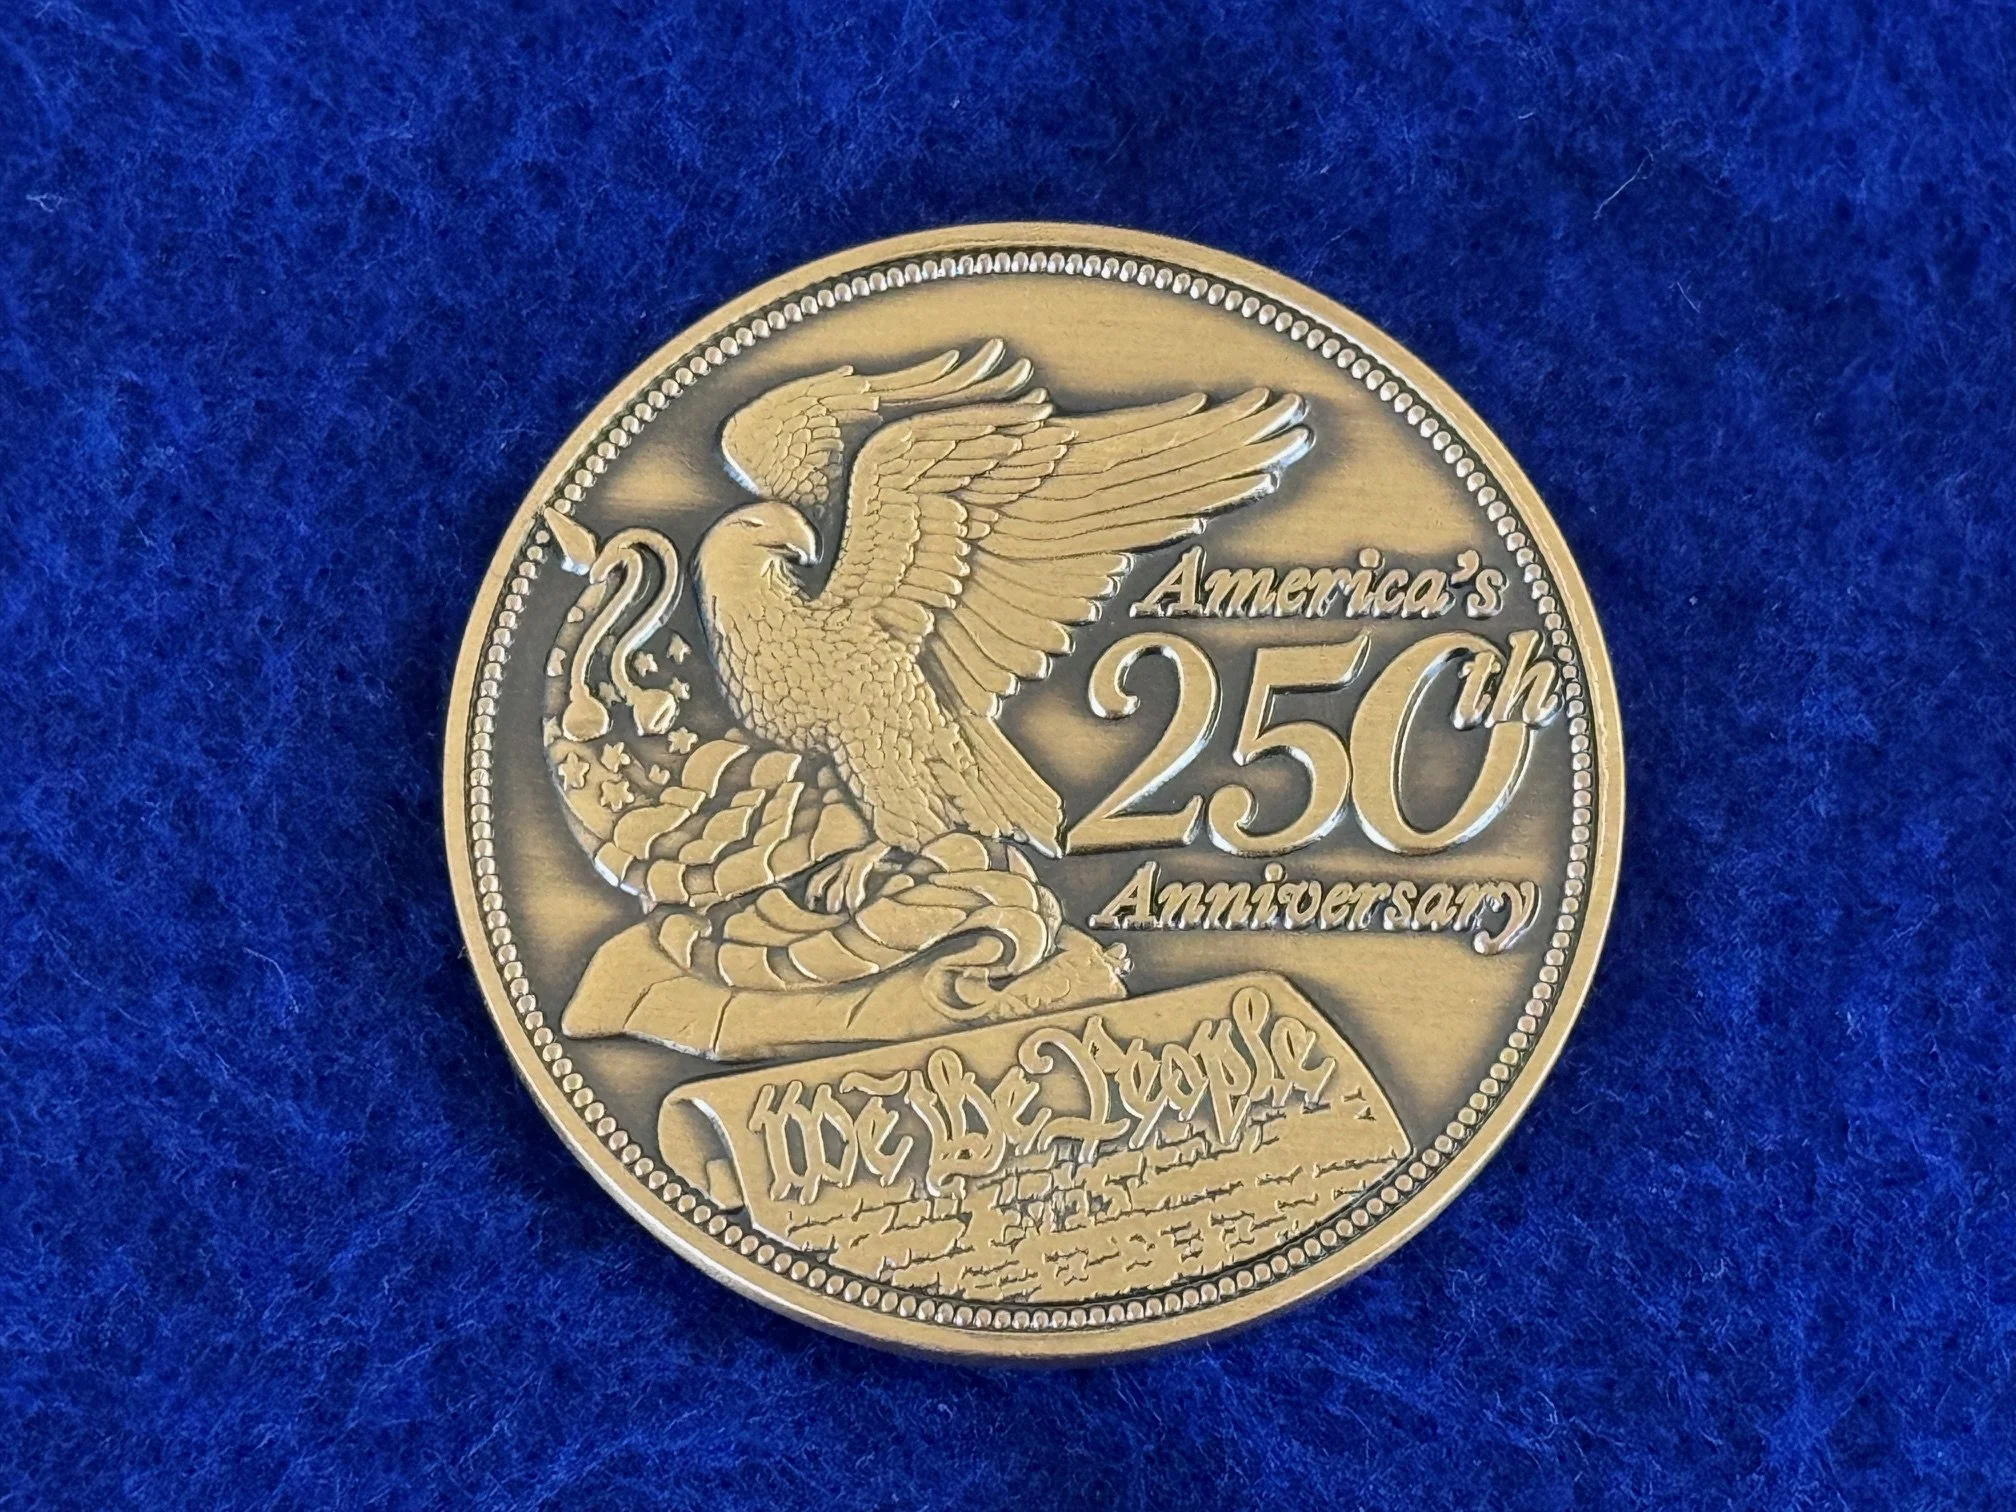 America's
250th
Anniversary
We the People